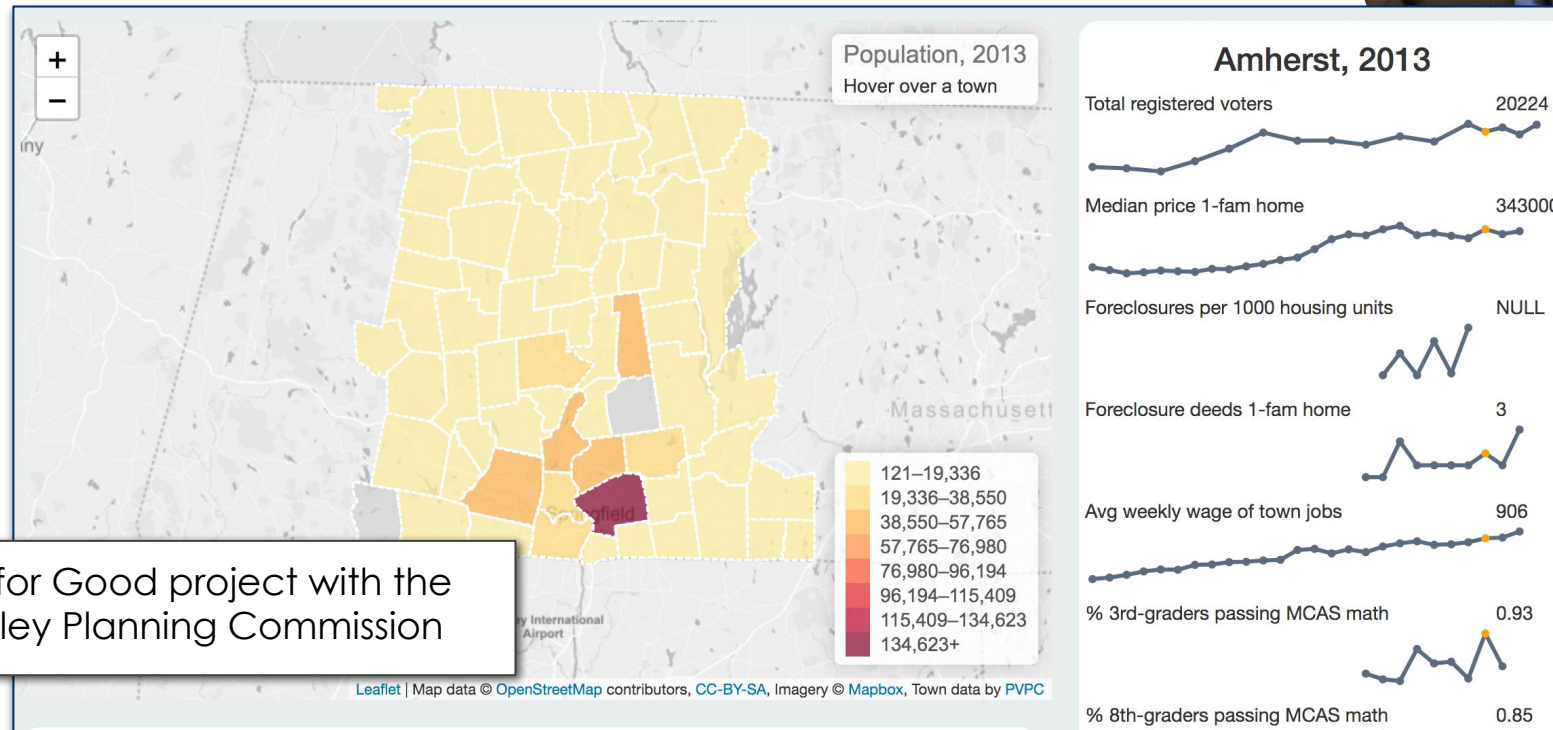 +
−
Population, 2013
Hover over a town
Massachusett
Springfield
121–19,336
19,336–38,550
38,550–57,765
57,765–76,980
76,980–96,194
96,194–115,409
115,409–134,623
134,623+
for Good project with the
ley Planning Commission
y International
Airport
Leaflet | Map data © OpenStreetMap contributors, CC-BY-SA, Imagery © Mapbox, Town data by PVPC
Amherst, 2013
Total registered voters 20224
Median price 1-fam home 343000
Foreclosures per 1000 housing units NULL
Foreclosure deeds 1-fam home 3
Avg weekly wage of town jobs 906
% 3rd-graders passing MCAS math 0.93
% 8th-graders passing MCAS math 0.85